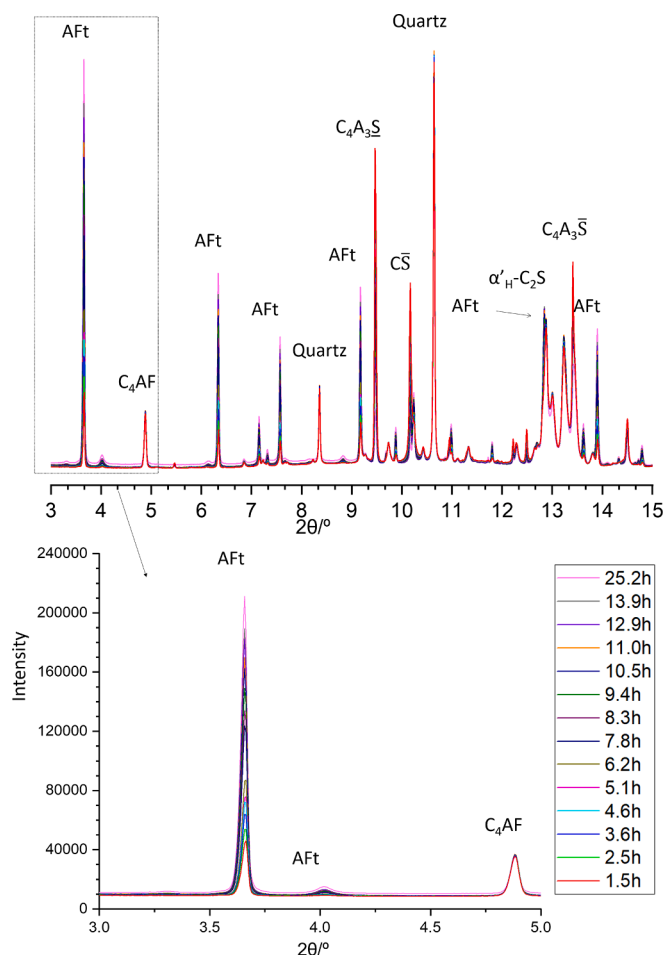 Quartz
AFt
C₄A₃S̲
C₄A₃S̅
AFt
AFt
CS̅
α′H-C₂S
AFt
AFt
AFt
Quartz
C₄AF
3 4 5 6 7 8 9 10 11 12 13 14 15
2θ/º
AFt
240000
200000
160000
120000
80000
40000
0
Intensity
AFt
C₄AF
3.0 3.5 4.0 4.5 5.0
2θ/º
25.2h
13.9h
12.9h
11.0h
10.5h
9.4h
8.3h
7.8h
6.2h
5.1h
4.6h
3.6h
2.5h
1.5h